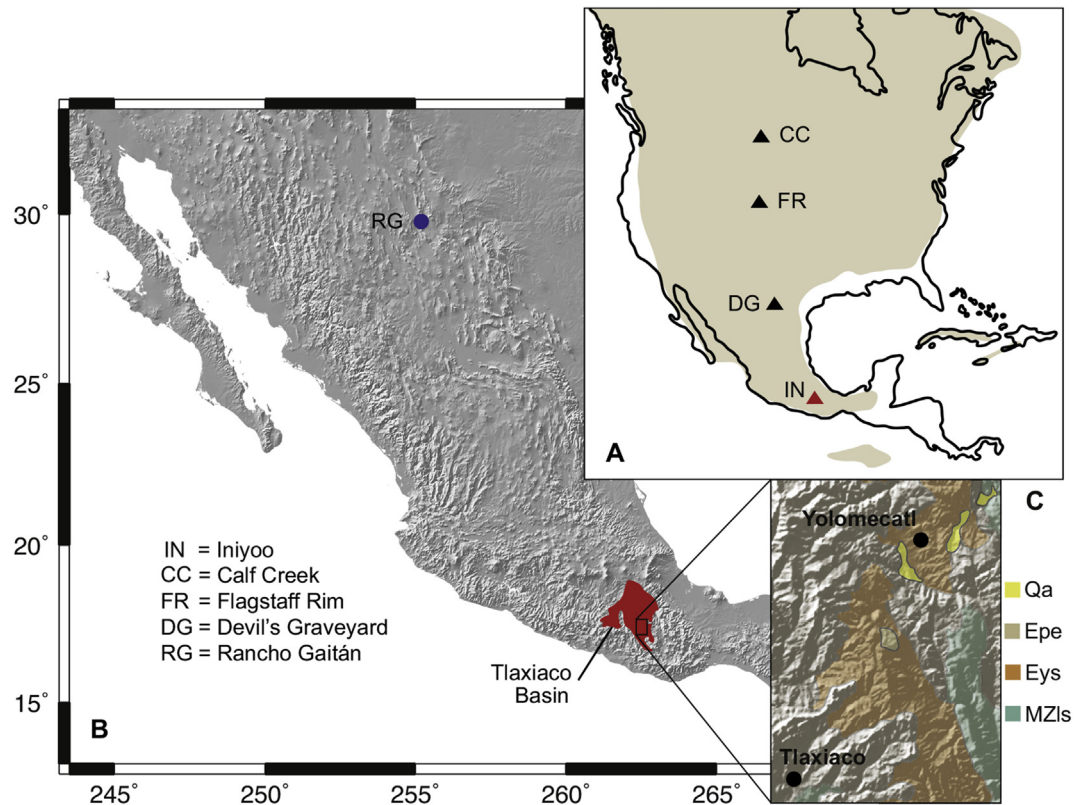 CC
FR
DG
IN
A
RG
30°
25°
20°
15°
IN = Iniyoo
CC = Calf Creek
FR = Flagstaff Rim
DG = Devil's Graveyard
RG = Rancho Gaitán
Tlaxiaco
Basin
B
245°
250°
255°
260°
265°
C
Yolomecatl
Tlaxiaco
Qa
Epe
Eys
MZls